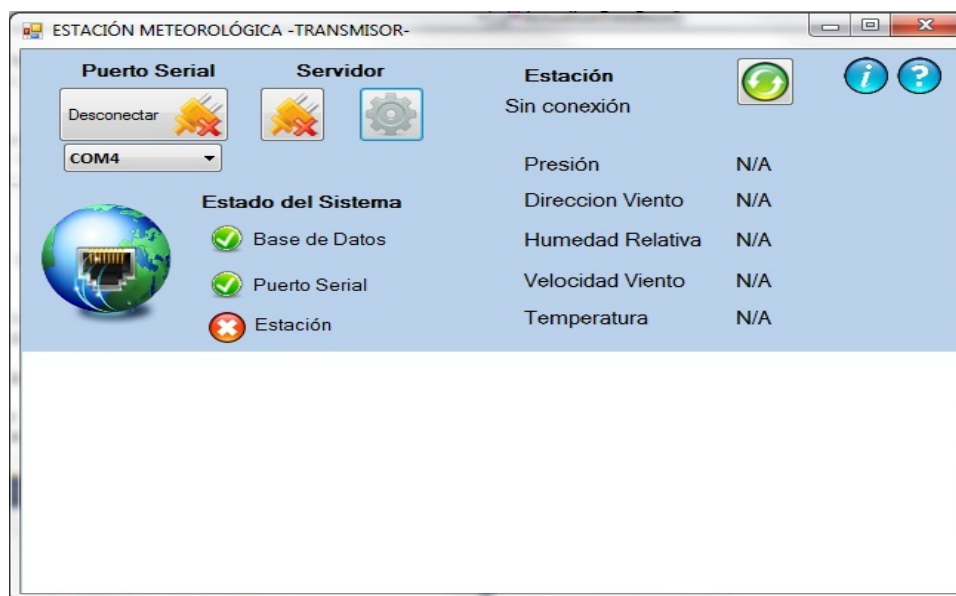 ESTACIÓN METEOROLÓGICA -TRANSMISOR-
Puerto Serial
Servidor
Desconectar
COM4
Estado del Sistema
Base de Datos
Puerto Serial
Estación
Estación
Sin conexión
Presión N/A
Direccion Viento N/A
Humedad Relativa N/A
Velocidad Viento N/A
Temperatura N/A
i
?